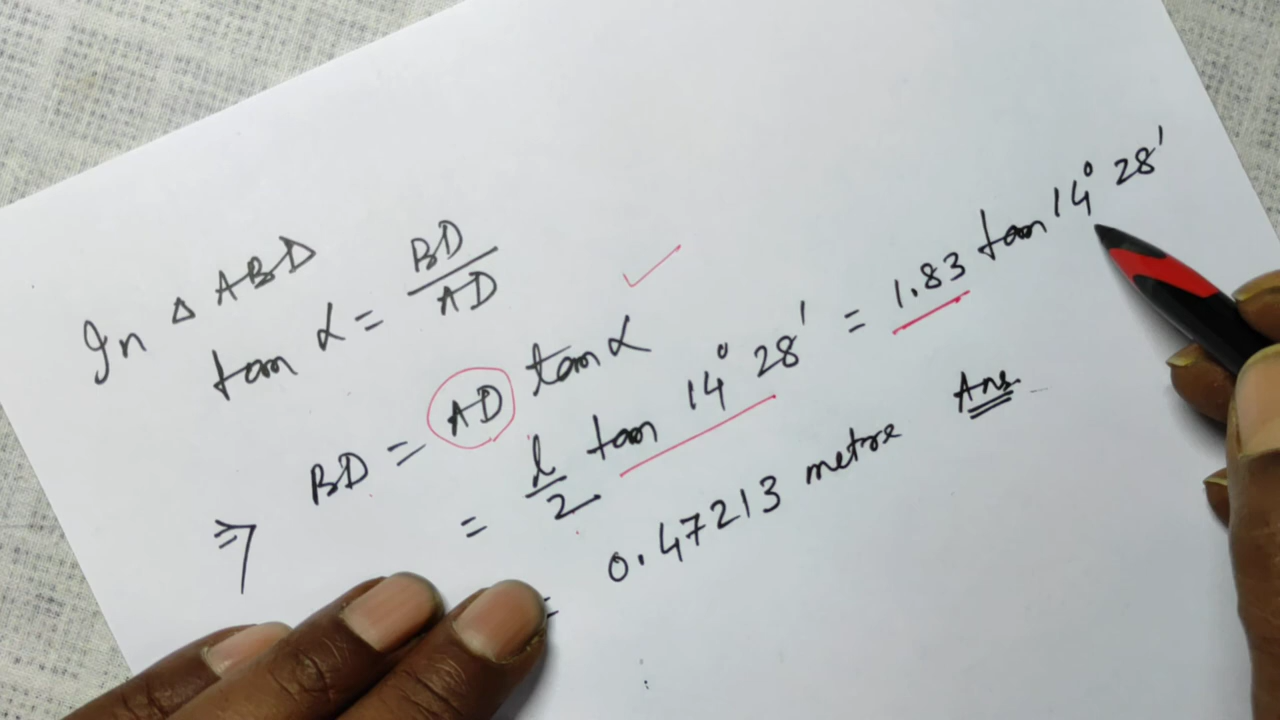 In Δ ABD
tan α = BD/AD
⇒ BD = AD tan α
= l/2 tan 14° 28' = 1.83 tan 14° 28'
= 0.47213 metre Ans.